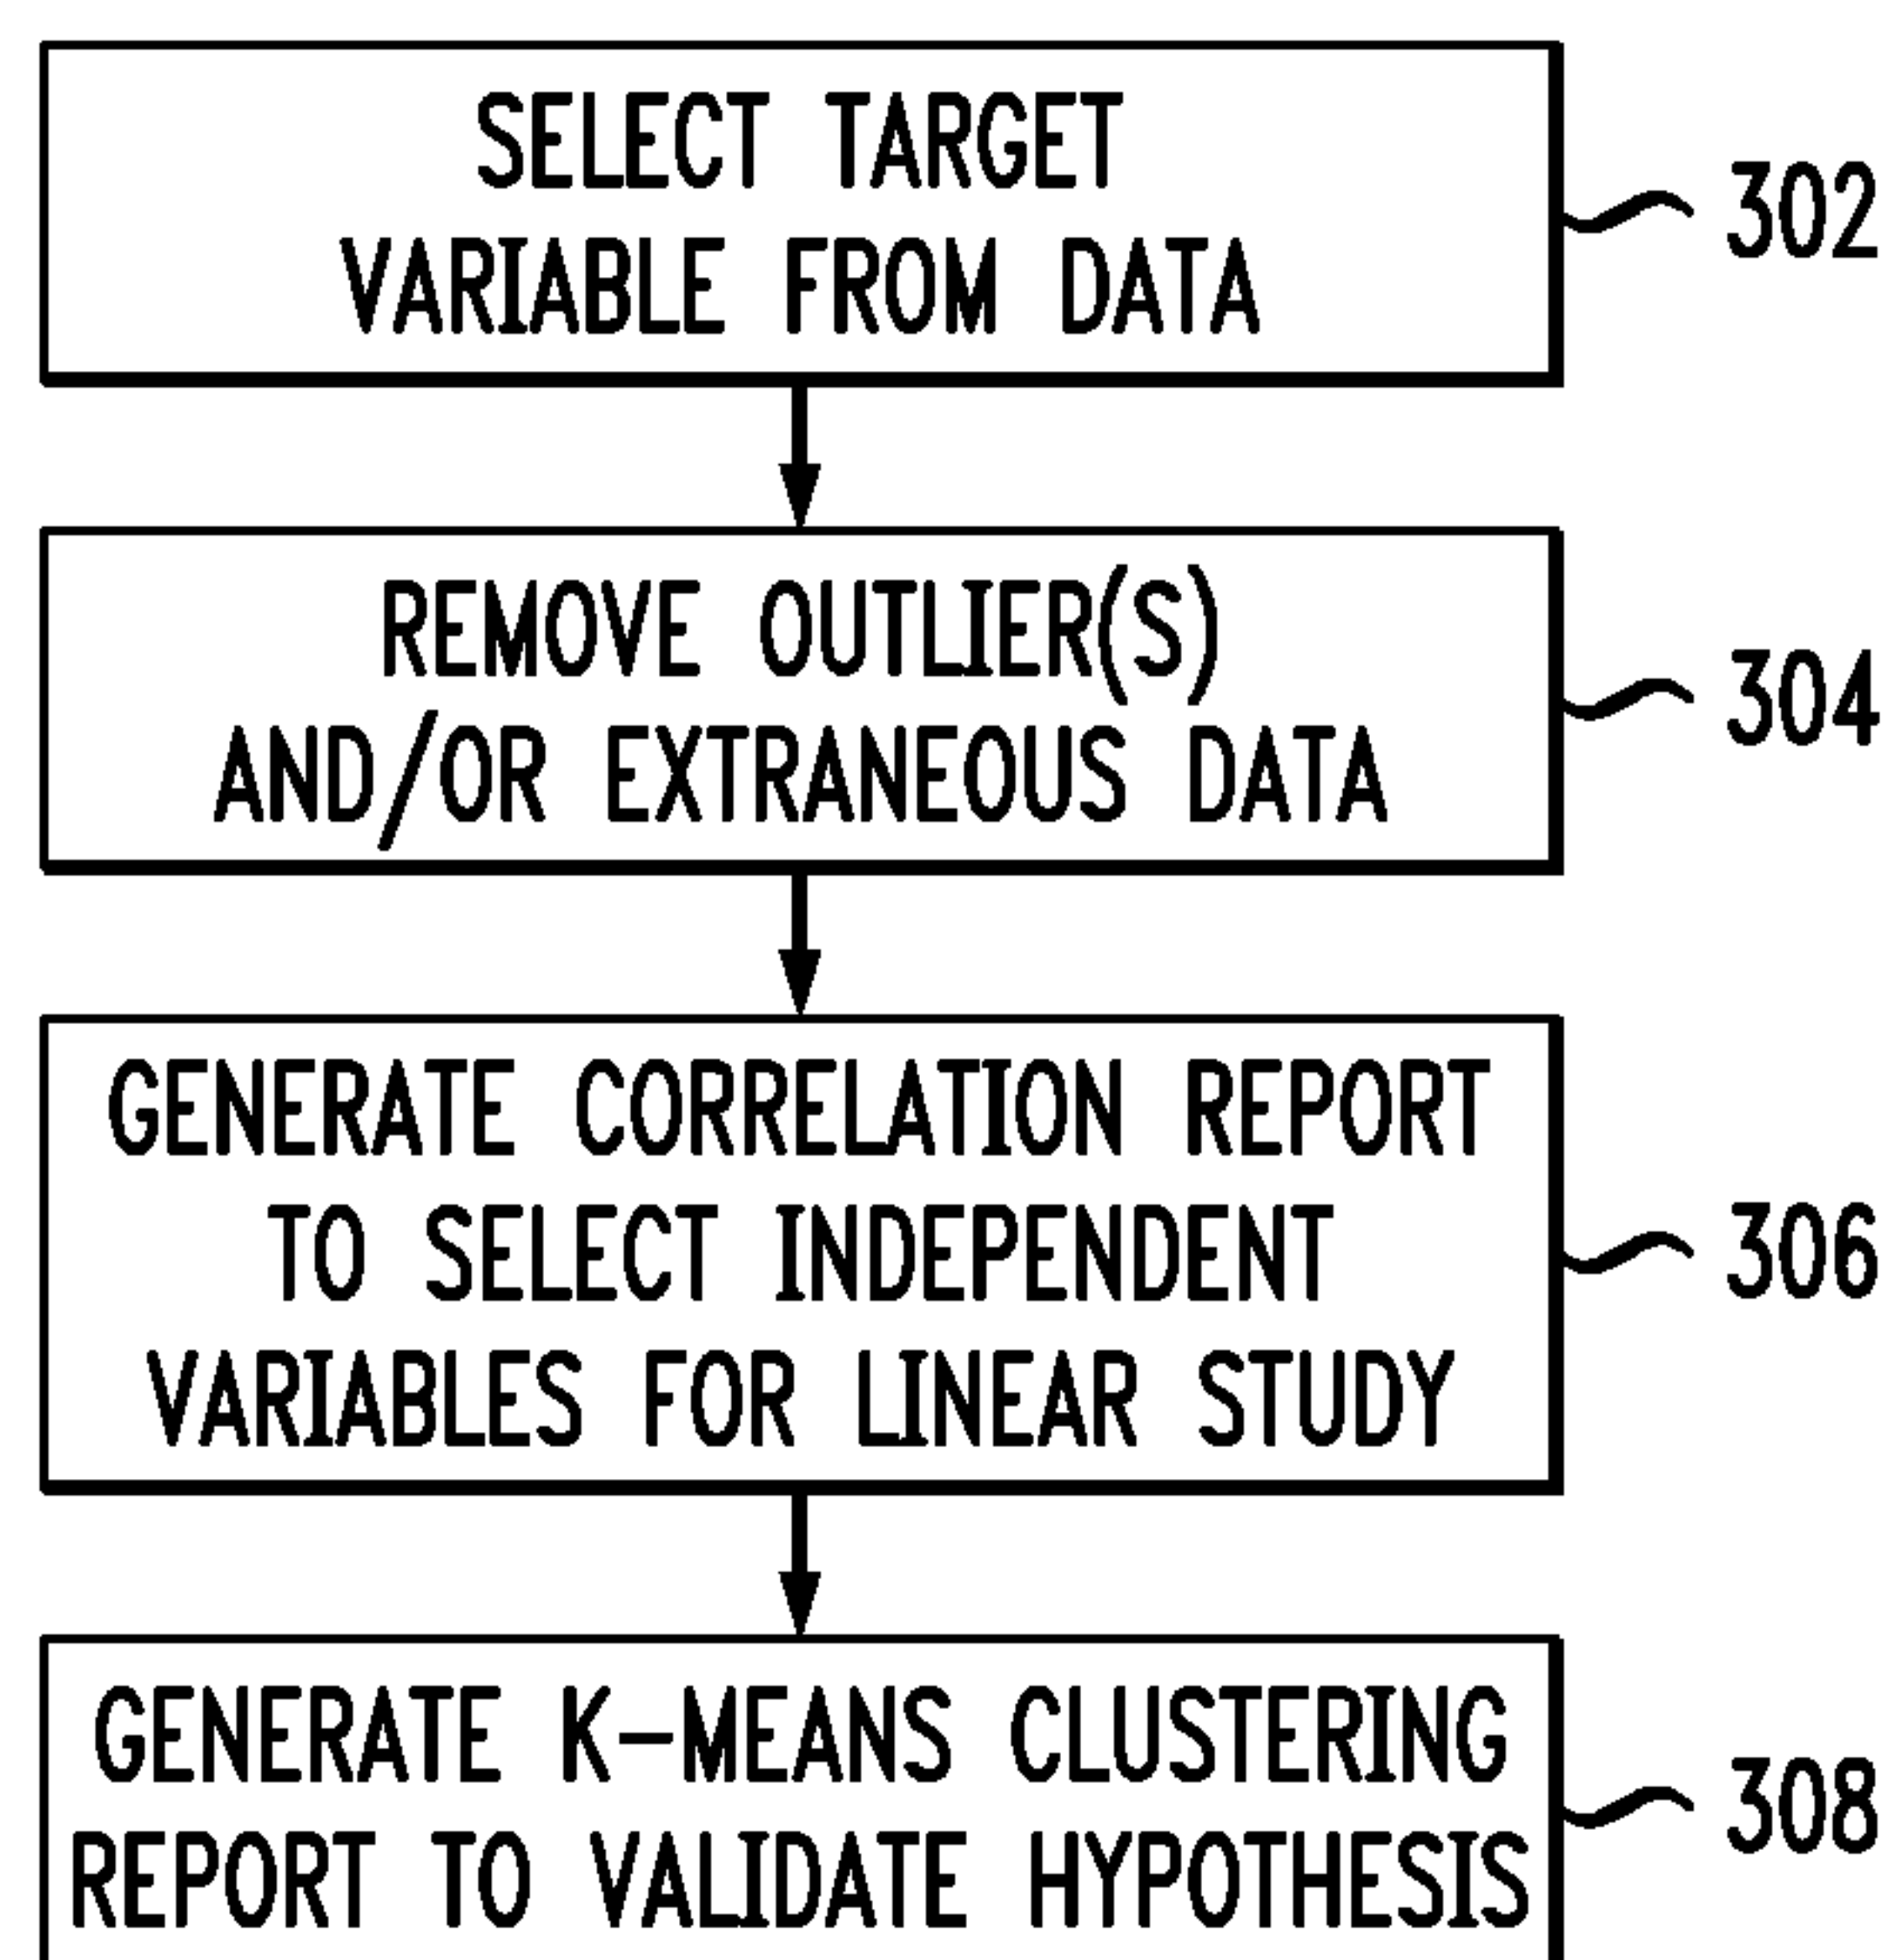 SELECT TARGET
VARIABLE FROM DATA
302
REMOVE OUTLIER(S)
AND/OR EXTRANEOUS DATA
304
GENERATE CORRELATION REPORT
TO SELECT INDEPENDENT
VARIABLES FOR LINEAR STUDY
306
GENERATE K-MEANS CLUSTERING
REPORT TO VALIDATE HYPOTHESIS
308